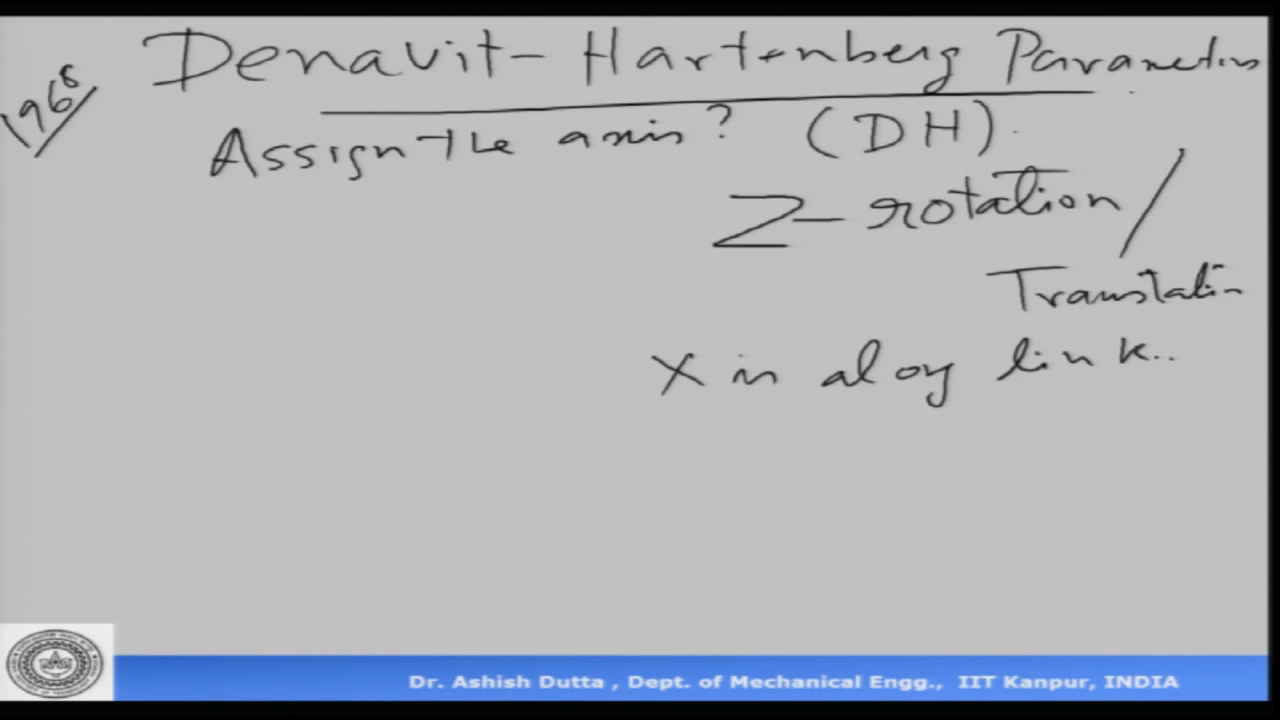 Denavit-Hartenberg Parameters
Assign the axis? (DH).
Z-rotation/
Translation
X is along link..
Dr. Ashish Dutta , Dept. of Mechanical Engg., IIT Kanpur, INDIA